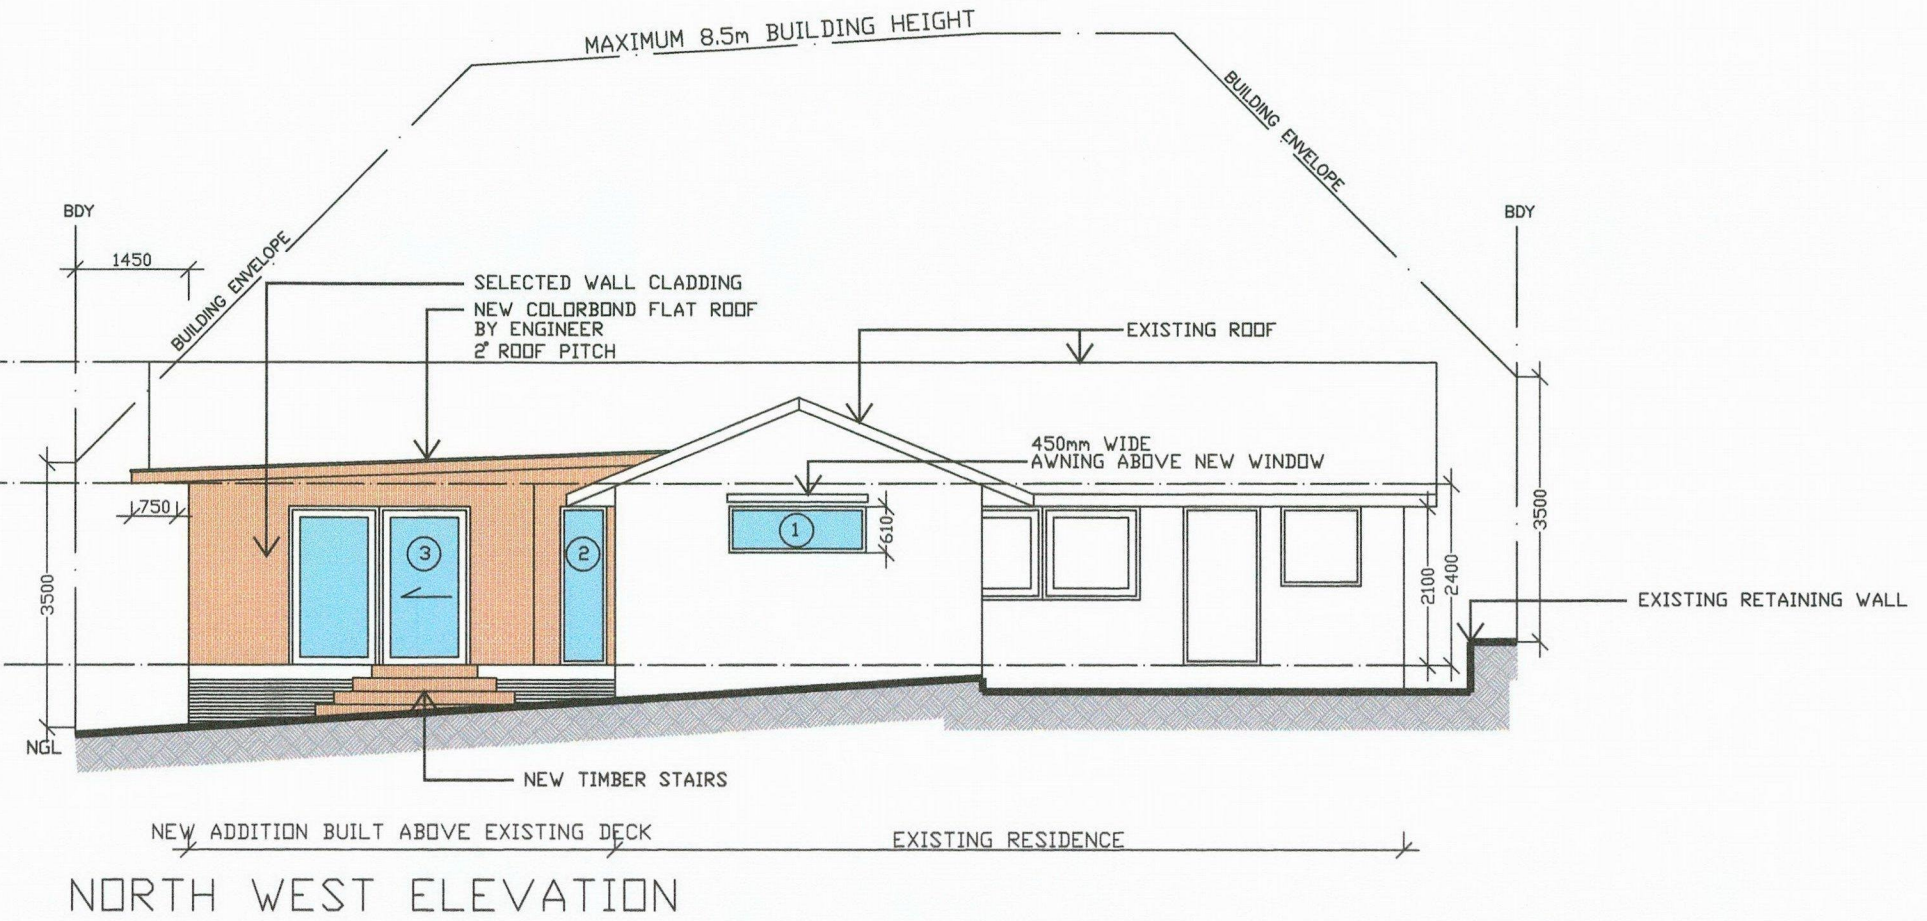 MAXIMUM 8.5m BUILDING HEIGHT
BUILDING ENVELOPE
BUILDING ENVELOPE
BDY
BDY
1450
SELECTED WALL CLADDING
NEW COLORBOND FLAT ROOF
BY ENGINEER
2° ROOF PITCH
EXISTING ROOF
450mm WIDE
AWNING ABOVE NEW WINDOW
750
3
2
1
610
3500
2100
2400
3500
EXISTING RETAINING WALL
NGL
NEW TIMBER STAIRS
NEW ADDITION BUILT ABOVE EXISTING DECK
EXISTING RESIDENCE
NORTH WEST ELEVATION